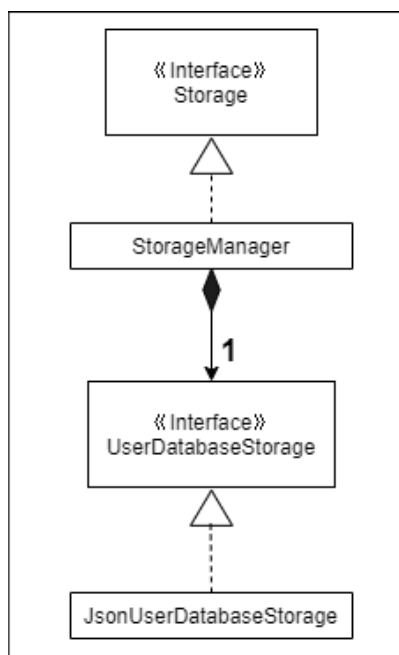 《Interface》
Storage
StorageManager
1
《Interface》
UserDatabaseStorage
JsonUserDatabaseStorage